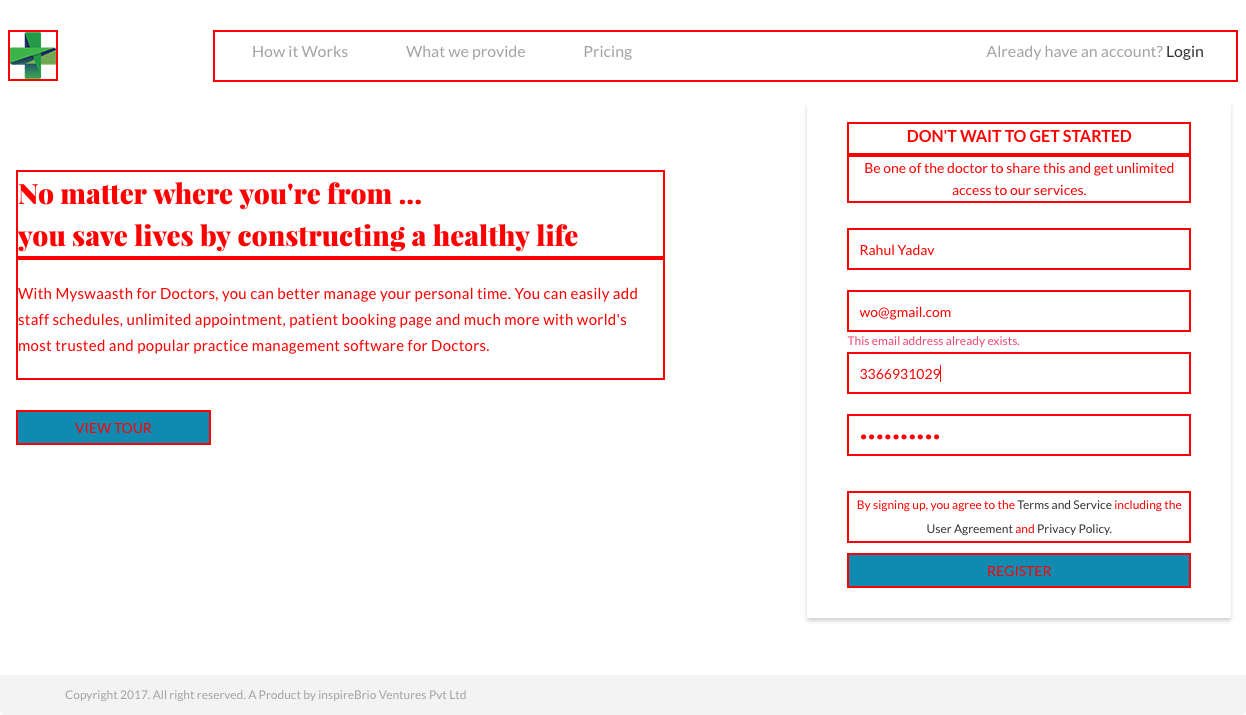 How it Works What we provide Pricing Already have an account? Login
No matter where you're from ...
you save lives by constructing a healthy life
With Myswaasth for Doctors, you can better manage your personal time. You can easily add
staff schedules, unlimited appointment, patient booking page and much more with world's
most trusted and popular practice management software for Doctors.
VIEW TOUR
DON'T WAIT TO GET STARTED
Be one of the doctor to share this and get unlimited
access to our services.
Rahul Yadav
wo@gmail.com
This email address already exists.
3366931029
••••••••••
By signing up, you agree to the Terms and Service including the
User Agreement and Privacy Policy.
REGISTER
Copyright 2017. All right reserved. A Product by inspireBrio Ventures Pvt Ltd